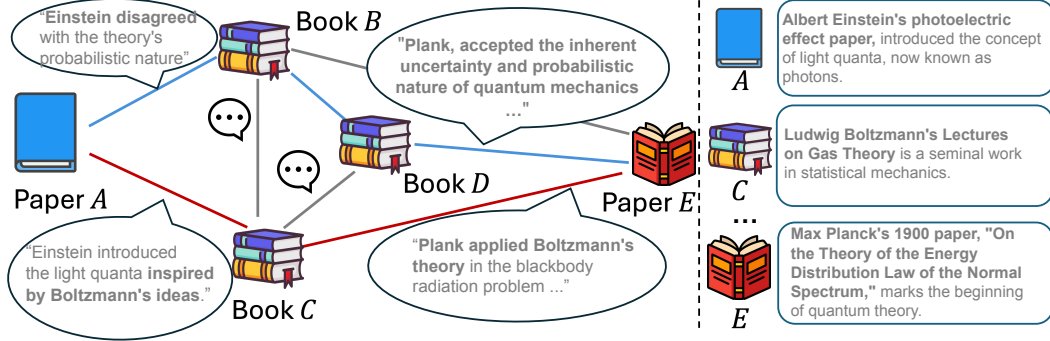 “Einstein disagreed
with the theory's
probabilistic nature”
Book B
"Plank, accepted the inherent
uncertainty and probabilistic
nature of quantum mechanics
..."
Paper A
Book D
Paper E
“Einstein introduced
the light quanta inspired
by Boltzmann's ideas.”
Book C
“Plank applied Boltzmann's
theory in the blackbody
radiation problem ...”
A
Albert Einstein's photoelectric
effect paper, introduced the concept
of light quanta, now known as
photons.
C
Ludwig Boltzmann's Lectures
on Gas Theory is a seminal work
in statistical mechanics.
...
E
Max Planck's 1900 paper, "On
the Theory of the Energy
Distribution Law of the Normal
Spectrum," marks the beginning
of quantum theory.